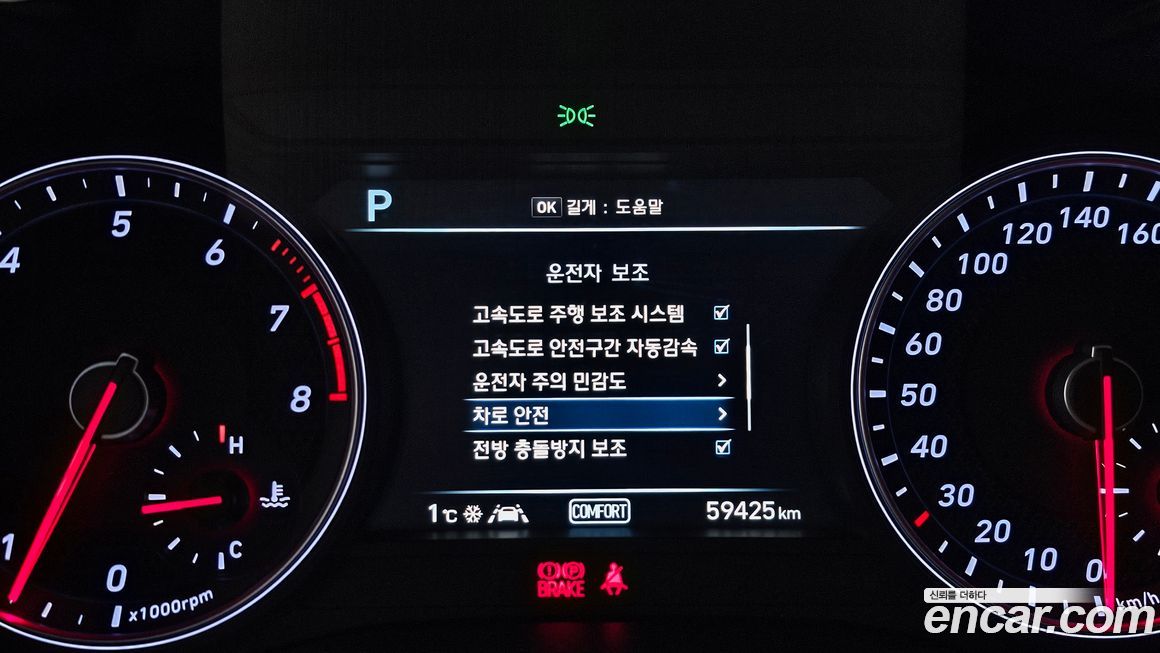 P
OK 길게 : 도움말
운전자 보조
고속도로 주행 보조 시스템
고속도로 안전구간 자동감속
운전자 주의 민감도
차로 안전
전방 충돌방지 보조
1℃ COMFORT 59425 km
BRAKE
0 1 4 5 6 7 8
x1000rpm
H
C
0 10 20 30 40 50 60 80 100 120 140 160
km/h
신뢰를 더하다
encar.com